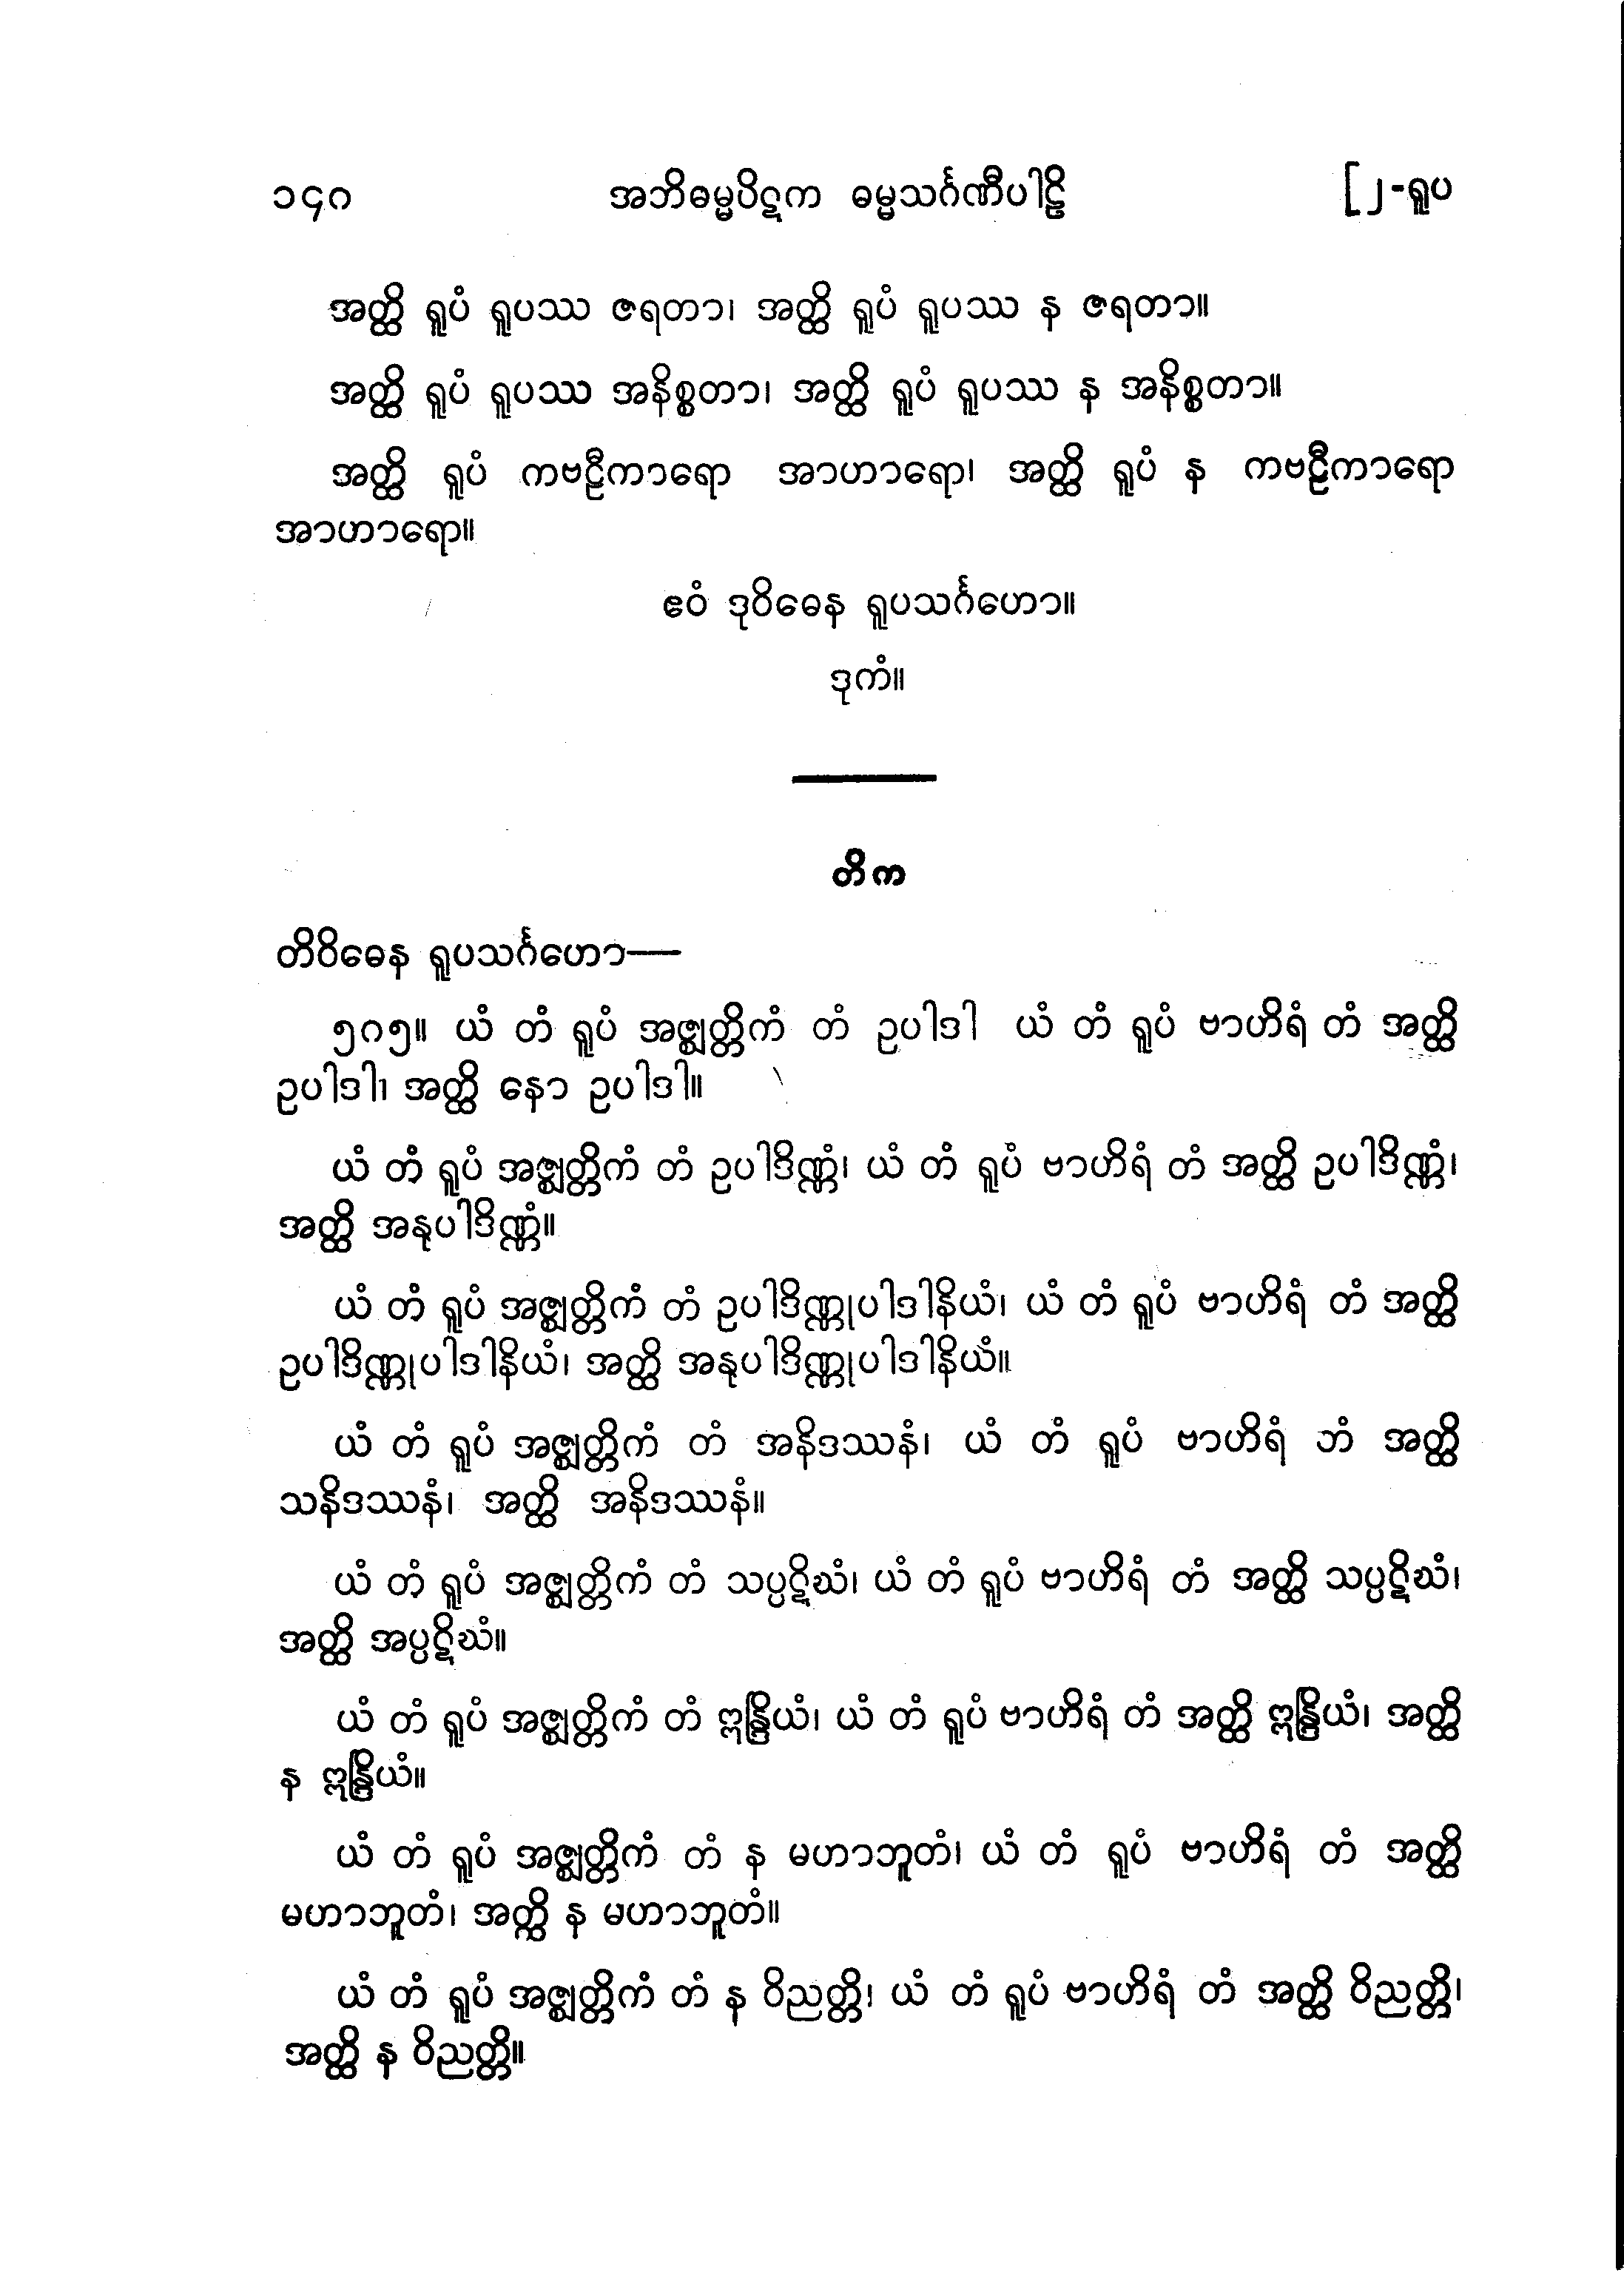 ၁၄၈ အဘိဓမ္မပိဋက ဓမ္မသင်္ဂဏီပါဠိ [၂-ရူပ
အတ္ထိ ရူပံ ရူပဿ ဇရတာ၊ အတ္ထိ ရူပံ ရူပဿ န ဇရတာ။
အတ္ထိ ရူပံ ရူပဿ အနိစ္စတာ၊ အတ္ထိ ရူပံ ရူပဿ န အနိစ္စတာ။
အတ္ထိ ရူပံ ကဗဠီကာရော အာဟာရော၊ အတ္ထိ ရူပံ န ကဗဠီကာရော
အာဟာရော။
ဧဝံ ဒုဝိဓေန ရူပသင်္ဂဟော။
ဒုကံ။
တိက
တိဝိဓေန ရူပသင်္ဂဟော—
၅၈၅။ ယံ တံ ရူပံ အဇ္ဈတ္တိကံ တံ ဥပါဒါ ယံ တံ ရူပံ ဗာဟိရံ တံ အတ္ထိ
ဥပါဒါ၊ အတ္ထိ နော ဥပါဒါ။
ယံ တံ ရူပံ အဇ္ဈတ္တိကံ တံ ဥပါဒိဏ္ဏံ၊ ယံ တံ ရူပံ ဗာဟိရံ တံ အတ္ထိ ဥပါဒိဏ္ဏံ၊
အတ္ထိ အနုပါဒိဏ္ဏံ။
ယံ တံ ရူပံ အဇ္ဈတ္တိကံ တံ ဥပါဒိဏ္ဏုပါဒါနိယံ၊ ယံ တံ ရူပံ ဗာဟိရံ တံ အတ္ထိ
ဥပါဒိဏ္ဏုပါဒါနိယံ၊ အတ္ထိ အနုပါဒိဏ္ဏုပါဒါနိယံ။
ယံ တံ ရူပံ အဇ္ဈတ္တိကံ တံ အနိဒဿနံ၊ ယံ တံ ရူပံ ဗာဟိရံ တံ အတ္ထိ
သနိဒဿနံ၊ အတ္ထိ အနိဒဿနံ။
ယံ တံ ရူပံ အဇ္ဈတ္တိကံ တံ သပ္ပဋိဃံ၊ ယံ တံ ရူပံ ဗာဟိရံ တံ အတ္ထိ သပ္ပဋိဃံ၊
အတ္ထိ အပ္ပဋိဃံ။
ယံ တံ ရူပံ အဇ္ဈတ္တိကံ တံ ဣန္ဒြိယံ၊ ယံ တံ ရူပံ ဗာဟိရံ တံ အတ္ထိ ဣန္ဒြိယံ၊ အတ္ထိ
န ဣန္ဒြိယံ။
ယံ တံ ရူပံ အဇ္ဈတ္တိကံ တံ န မဟာဘူတံ၊ ယံ တံ ရူပံ ဗာဟိရံ တံ အတ္ထိ
မဟာဘူတံ၊ အတ္ထိ န မဟာဘူတံ။
ယံ တံ ရူပံ အဇ္ဈတ္တိကံ တံ န ဝိညတ္တိ၊ ယံ တံ ရူပံ ဗာဟိရံ တံ အတ္ထိ ဝိညတ္တိ၊
အတ္ထိ န ဝိညတ္တိ။